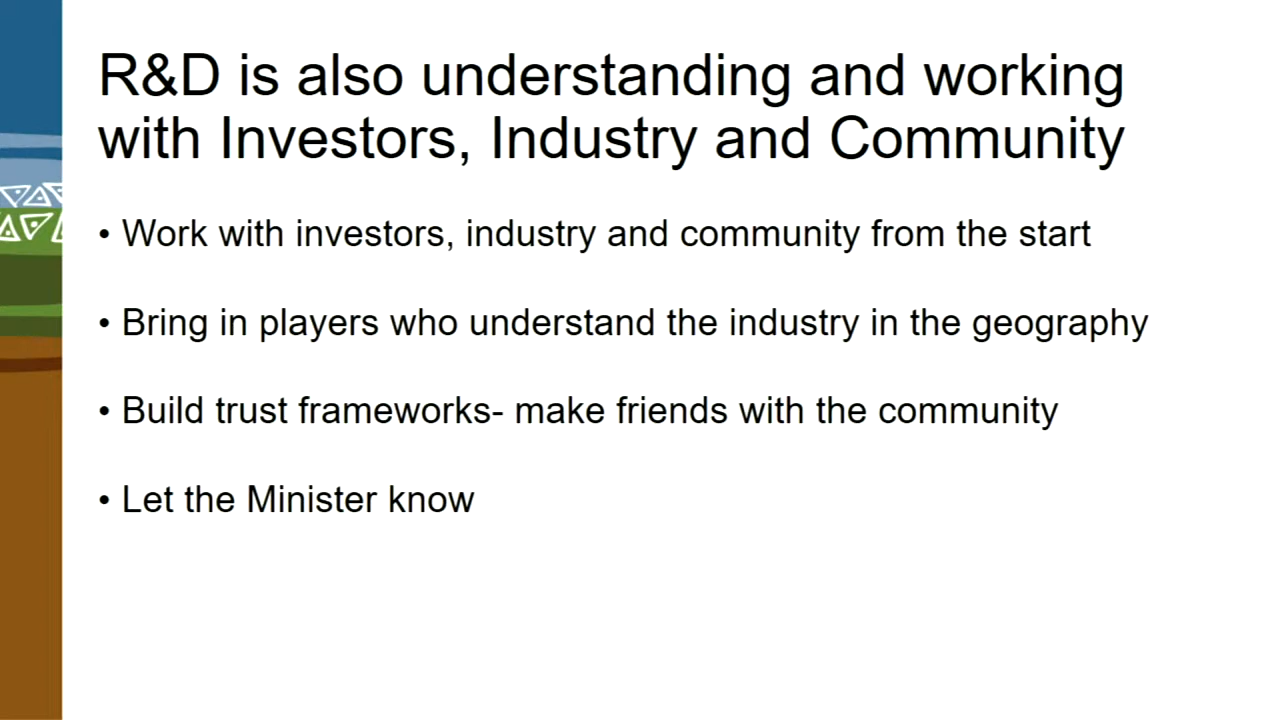 R&D is also understanding and working
with Investors, Industry and Community
• Work with investors, industry and community from the start
• Bring in players who understand the industry in the geography
• Build trust frameworks- make friends with the community
• Let the Minister know